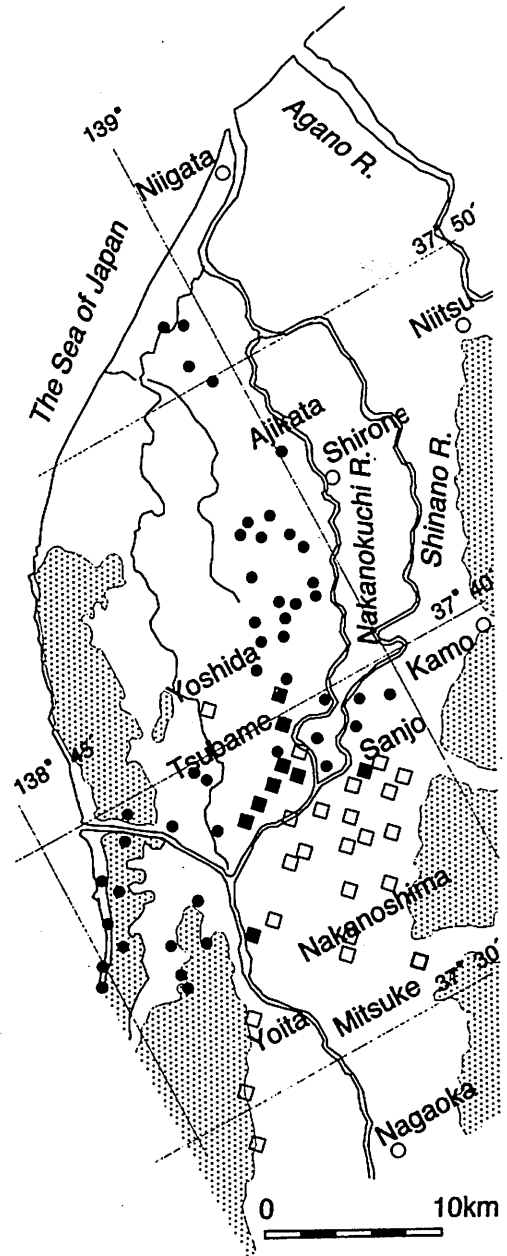 Agano R.
139°
Niigata
37° 50′
The Sea of Japan
Niitsu
Ajikata
Shirone
Nakanokuchi R.
Shinano R.
37° 40′
Kamo
Yoshida
Tsubame
Sanjo
138° 45′
Nakanoshima
37° 30′
Mitsuke
Yoita
Nagaoka
0 10km